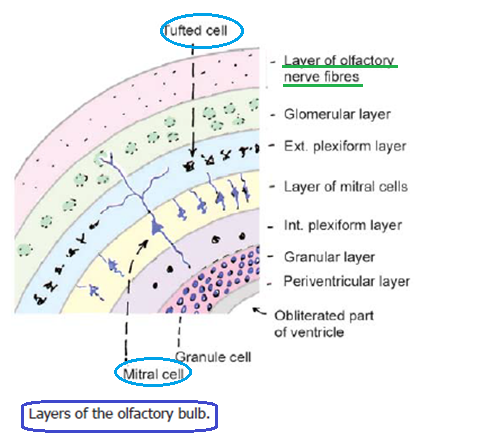 Tufted cell
Layer of olfactory
nerve fibres
Glomerular layer
Ext. plexiform layer
Layer of mitral cells
Int. plexiform layer
Granular layer
Periventricular layer
Obliterated part
of ventricle
Granule cell
Mitral cell
Layers of the olfactory bulb.